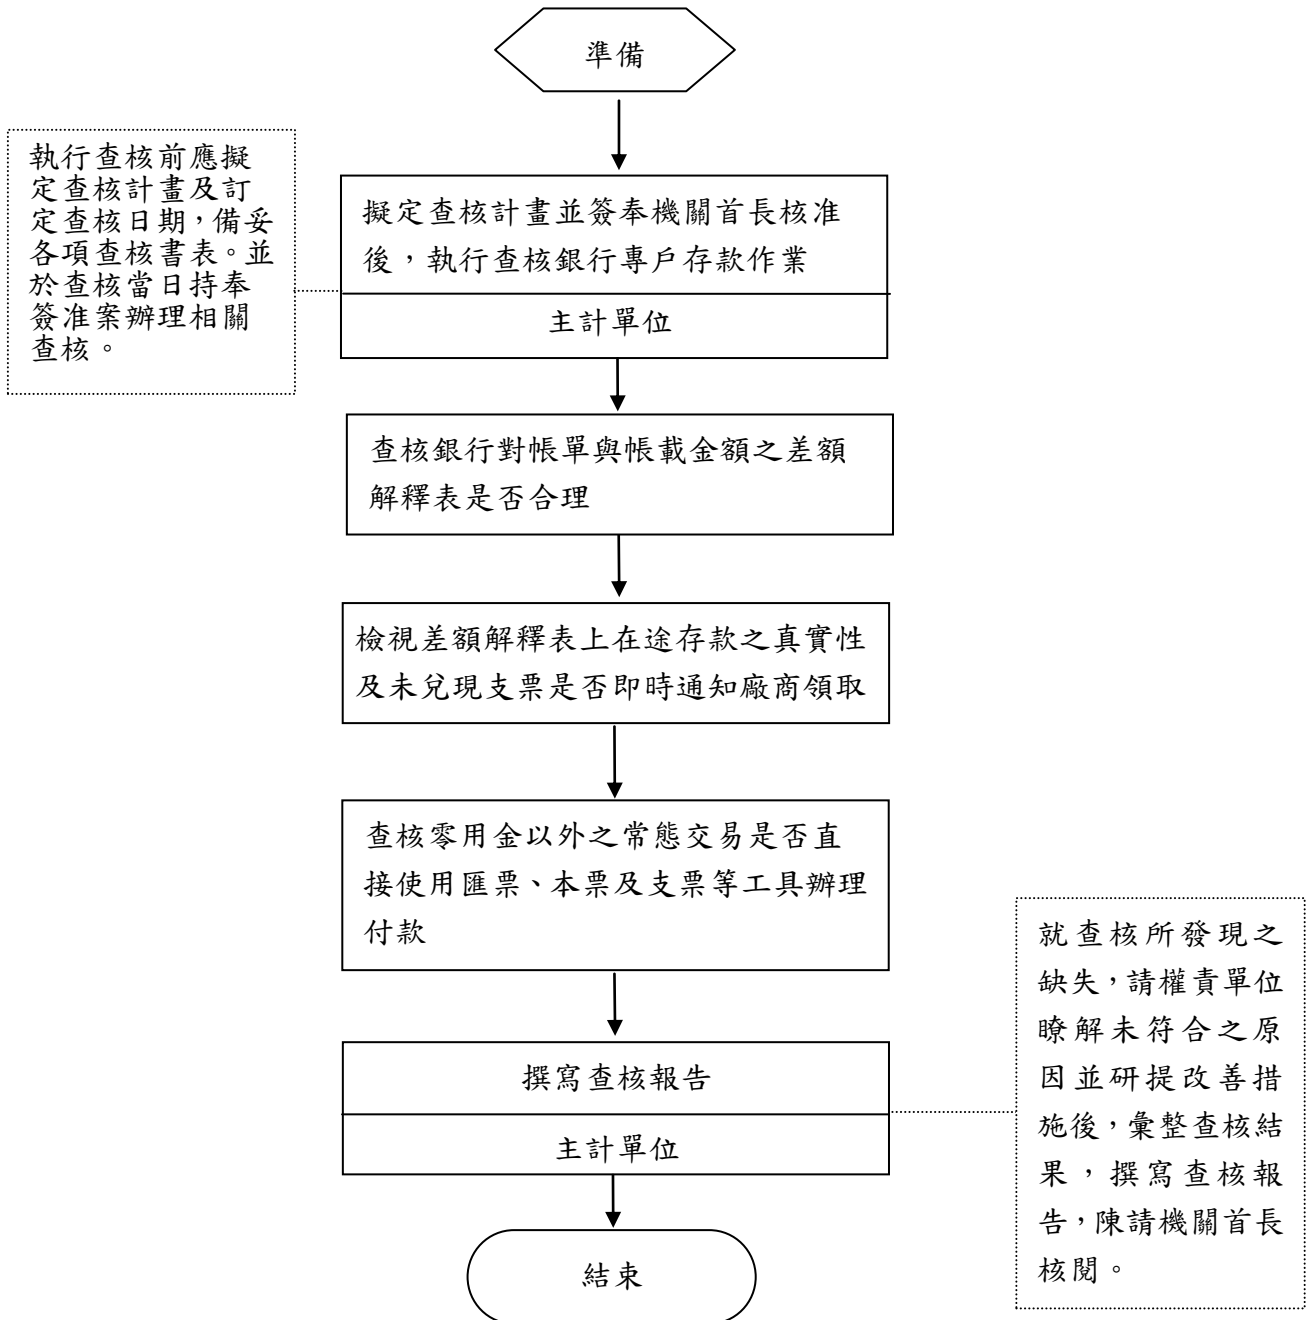 準備
執行查核前應擬
定查核計畫及訂
定查核日期，備妥
各項查核書表。並
於查核當日持奉
簽准案辦理相關
查核。
擬定查核計畫並簽奉機關首長核准
後，執行查核銀行專戶存款作業
主計單位
查核銀行對帳單與帳載金額之差額
解釋表是否合理
檢視差額解釋表上在途存款之真實性
及未兌現支票是否即時通知廠商領取
查核零用金以外之常態交易是否直
接使用匯票、本票及支票等工具辦理
付款
撰寫查核報告
主計單位
就查核所發現之
缺失，請權責單位
瞭解未符合之原
因並研提改善措
施後，彙整查核結
果，撰寫查核報
告，陳請機關首長
核閱。
結束